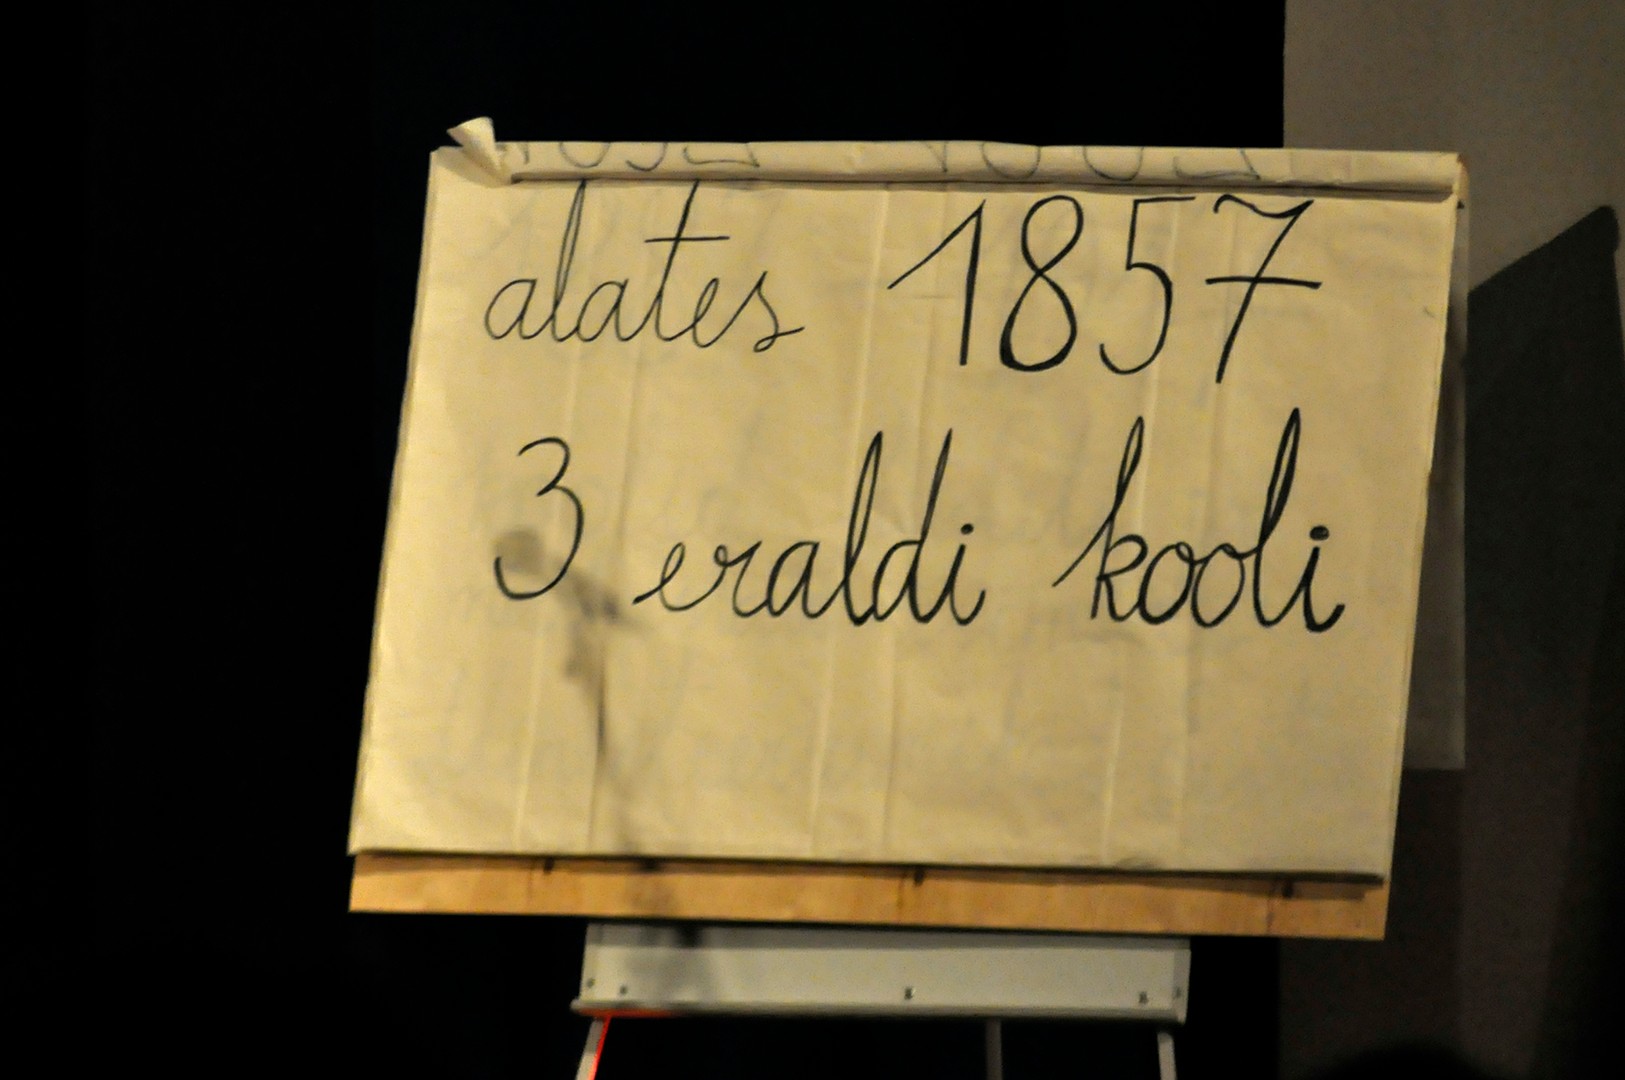 alates 1857
3 eraldi kooli